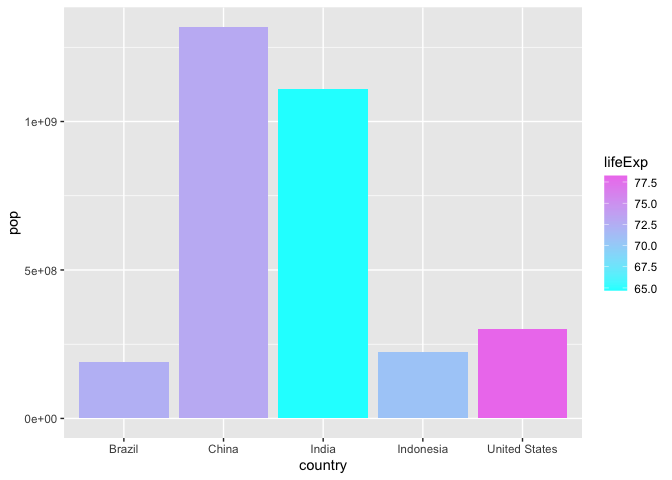 pop
1e+09
5e+08
0e+00
Brazil
China
India
Indonesia
United States
country
lifeExp
77.5
75.0
72.5
70.0
67.5
65.0